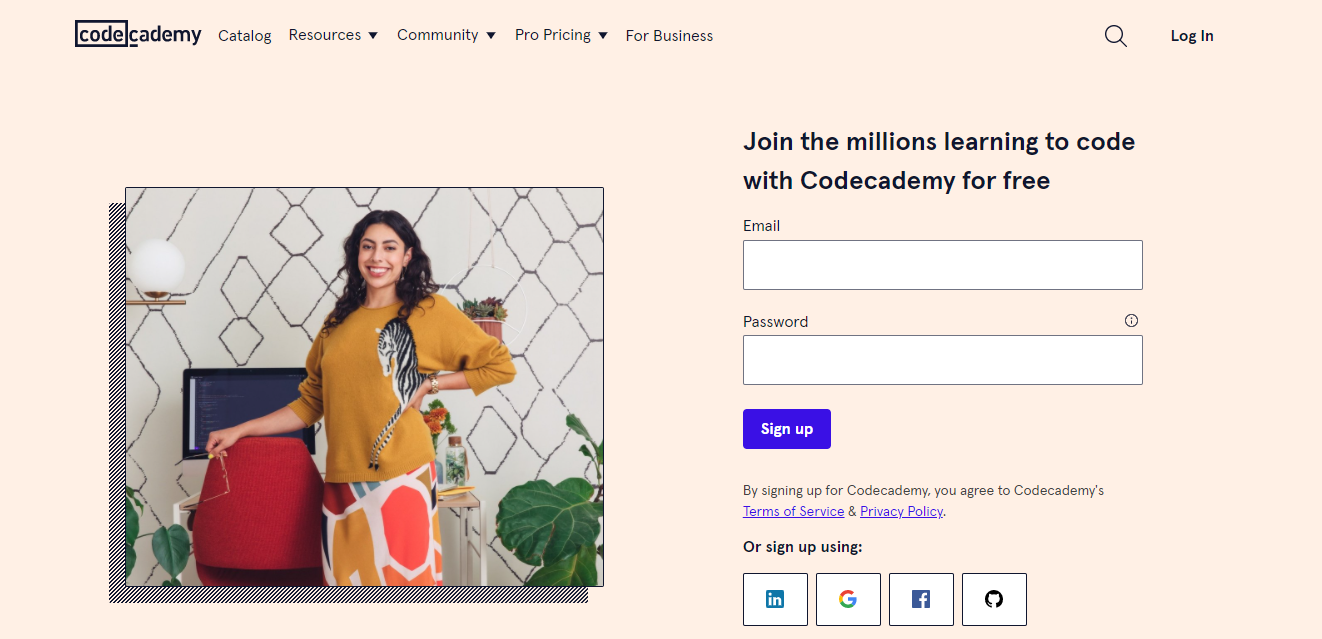 codecademy Catalog Resources Community Pro Pricing For Business Log In
Join the millions learning to code
with Codecademy for free
Email
Password
Sign up
By signing up for Codecademy, you agree to Codecademy's
Terms of Service & Privacy Policy.
Or sign up using:
in G f